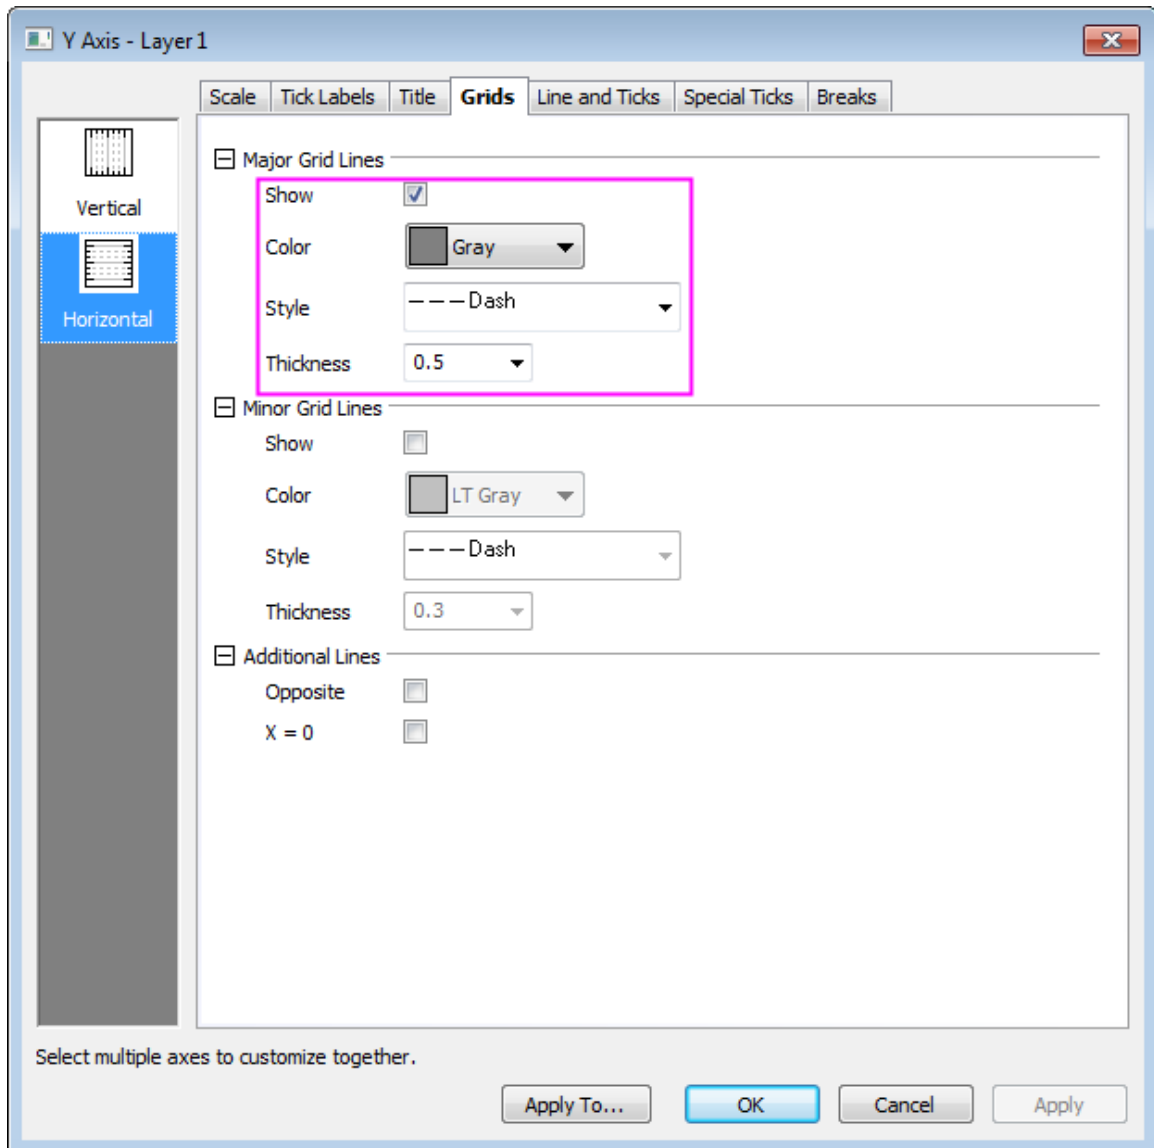 Y Axis - Layer 1
Scale Tick Labels Title Grids Line and Ticks Special Ticks Breaks
Vertical
Horizontal
Major Grid Lines
Show
Color Gray
Style Dash
Thickness 0.5
Minor Grid Lines
Show
Color LT Gray
Style Dash
Thickness 0.3
Additional Lines
Opposite
X = 0
Select multiple axes to customize together.
Apply To... OK Cancel Apply